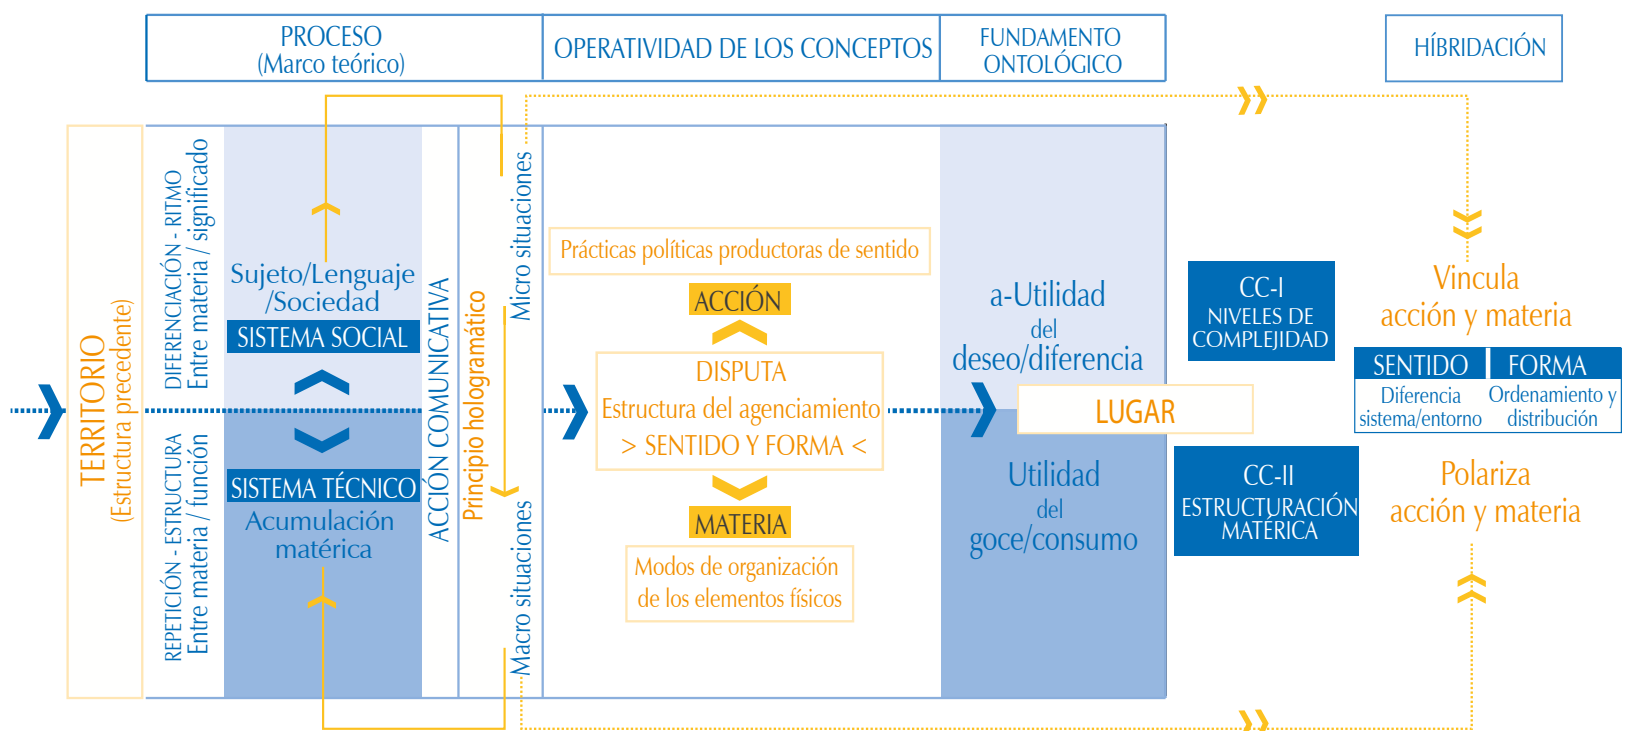 PROCESO
(Marco teórico)
OPERATIVIDAD DE LOS CONCEPTOS
FUNDAMENTO
ONTOLÓGICO
HÍBRIDACIÓN
TERRITORIO
(Estructura precedente)
DIFERENCIACIÓN - RITMO
Entre materia / significado
REPETICIÓN - ESTRUCTURA
Entre materia / función
Sujeto/Lenguaje
/Sociedad
SISTEMA SOCIAL
SISTEMA TÉCNICO
Acumulación
matérica
ACCIÓN COMUNICATIVA
Principio hologramático
Micro situaciones
Macro situaciones
Prácticas políticas productoras de sentido
ACCIÓN
DISPUTA
Estructura del agenciamiento
> SENTIDO Y FORMA <
MATERIA
Modos de organización
de los elementos físicos
a-Utilidad
del
deseo/diferencia
LUGAR
Utilidad
del
goce/consumo
CC-I
NIVELES DE
COMPLEJIDAD
CC-II
ESTRUCTURACIÓN
MATÉRICA
Vincula
acción y materia
SENTIDO
Diferencia
sistema/entorno
FORMA
Ordenamiento y
distribución
Polariza
acción y materia